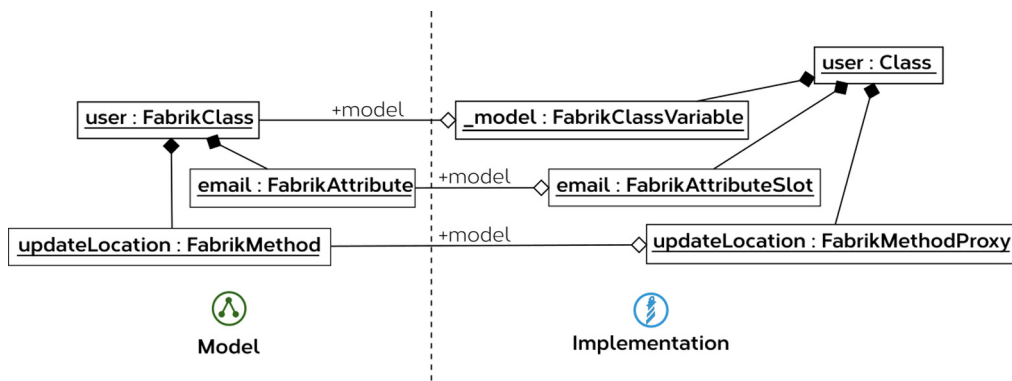 user : Class
user : FabrikClass
+model
_model : FabrikClassVariable
email : FabrikAttribute
+model
email : FabrikAttributeSlot
updateLocation : FabrikMethod
+model
updateLocation : FabrikMethodProxy
Model
Implementation